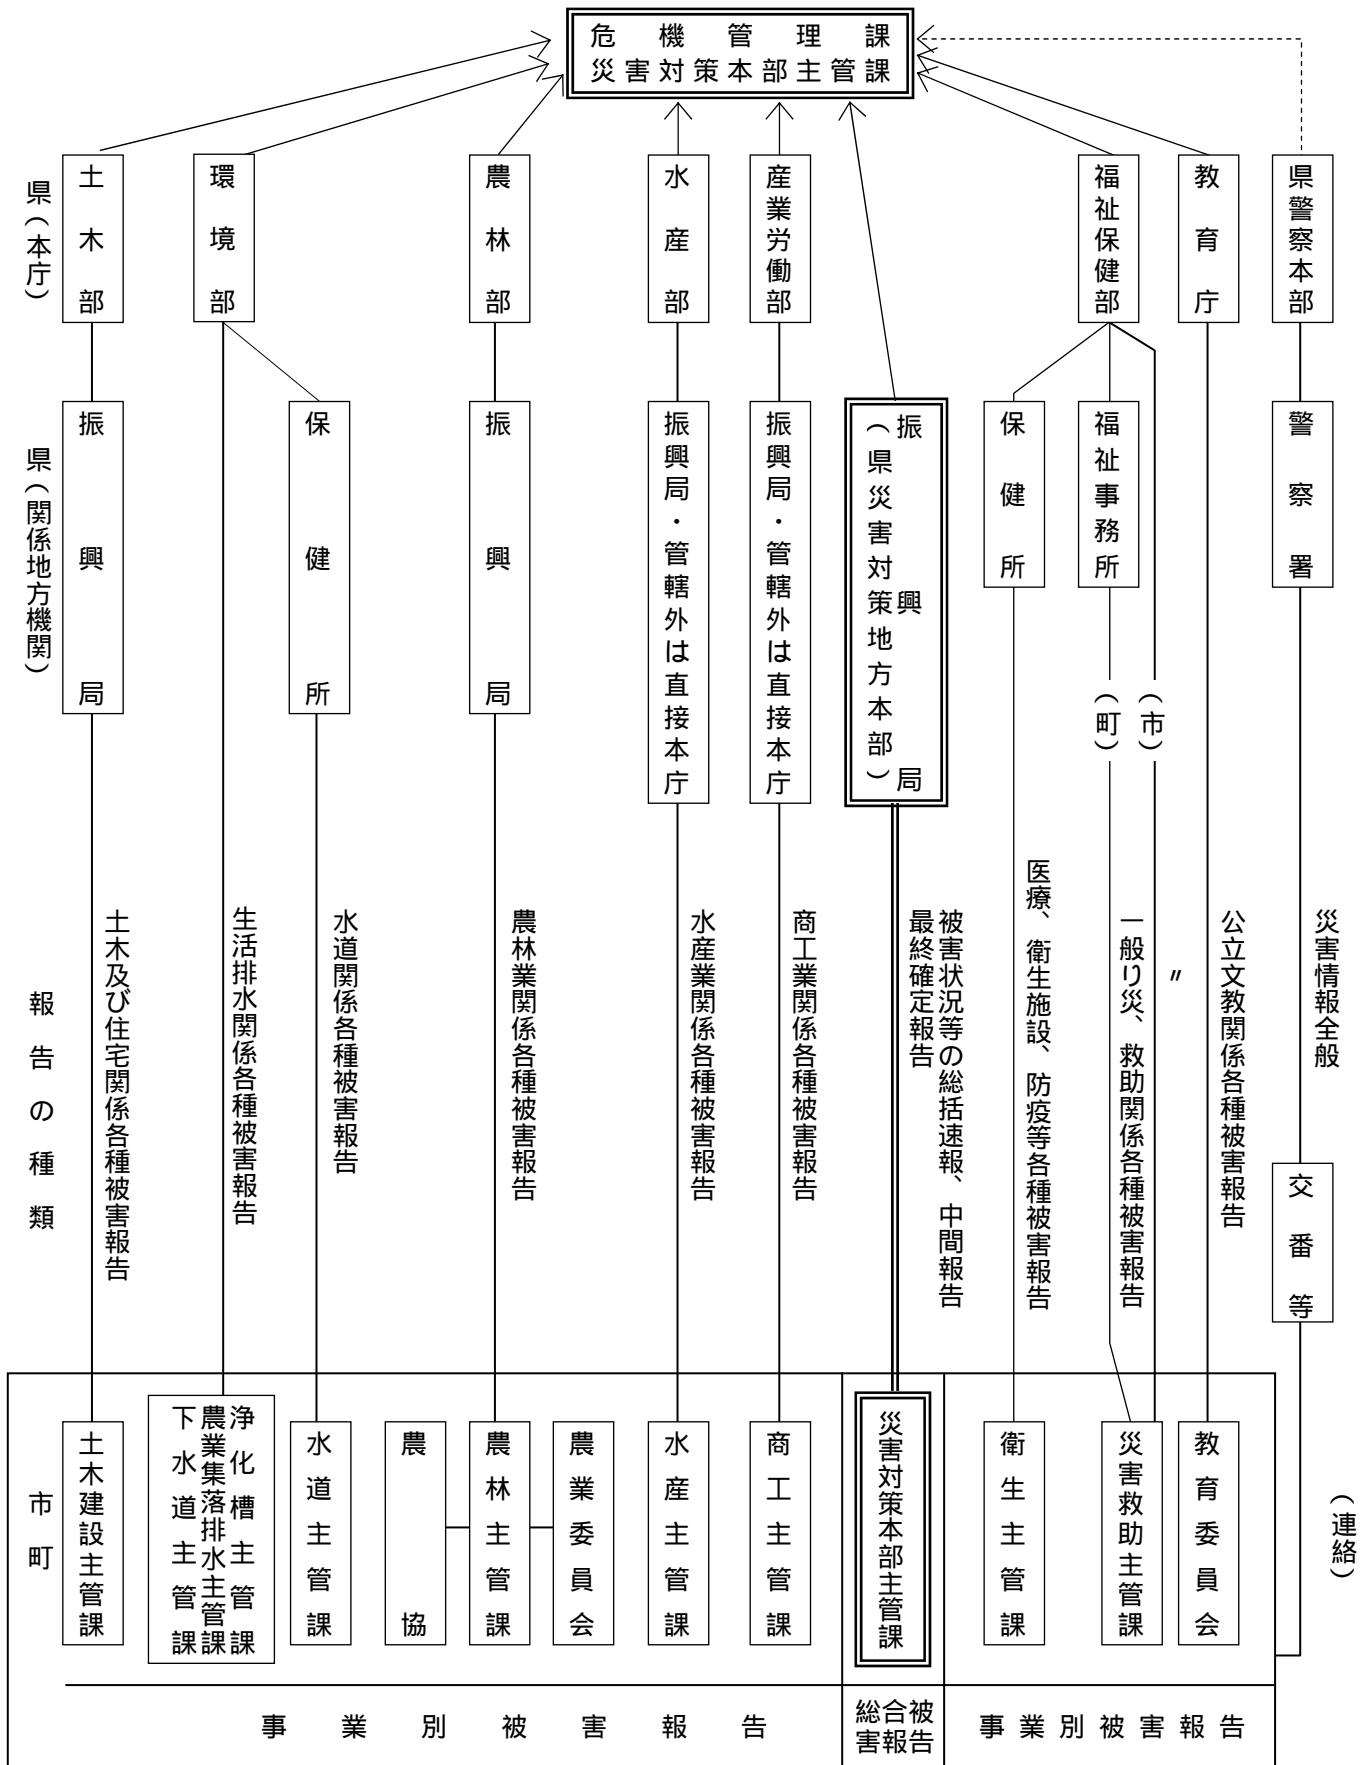 危機管理課
災害対策本部主管課
県(本庁)
土木部
環境部
農林部
水産部
産業労働部
福祉保健部
教育庁
県警察本部
県(関係地方機関)
振興局
保健所
振興局
振興局・管轄外は直接本庁
振興局・管轄外は直接本庁
振興局
(県災害対策地方本部)
保健所
福祉事務所
警察署
(町)
(市)
報告の種類
土木及び住宅関係各種被害報告
生活排水関係各種被害報告
水道関係各種被害報告
農林業関係各種被害報告
水産業関係各種被害報告
商工業関係各種被害報告
被害状況等の総括速報、中間報告
最終確定報告
医療、衛生施設、防疫等各種被害報告
一般り災、救助関係各種被害報告
〃
公立文教関係各種被害報告
災害情報全般
交番等
市町
土木建設主管課
浄化槽主管課
農業集落排水主管課
下水道主管課
水道主管課
農協
農林主管課
農業委員会
水産主管課
商工主管課
災害対策本部主管課
衛生主管課
災害救助主管課
教育委員会
(連絡)
事業別被害報告
総合被
害報告
事業別被害報告